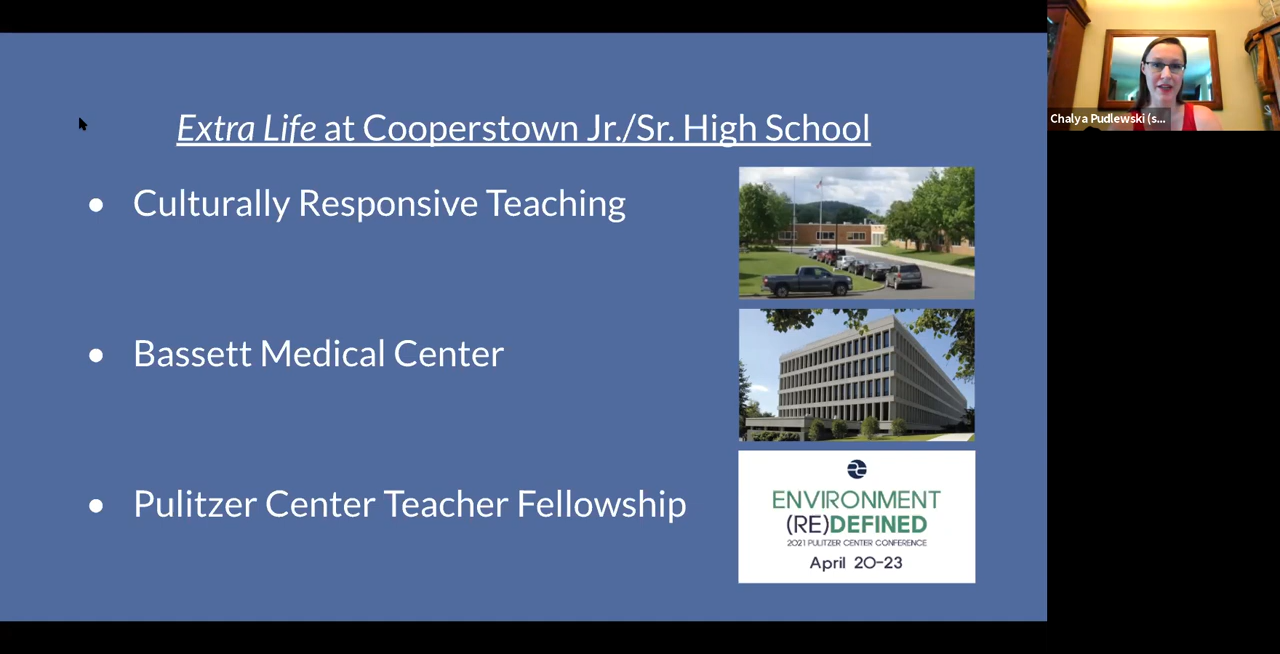 Extra Life at Cooperstown Jr./Sr. High School
• Culturally Responsive Teaching
• Bassett Medical Center
• Pulitzer Center Teacher Fellowship
ENVIRONMENT
(RE)DEFINED
2021 PULITZER CENTER CONFERENCE
April 20-23
Chalya Pudlewski (s...